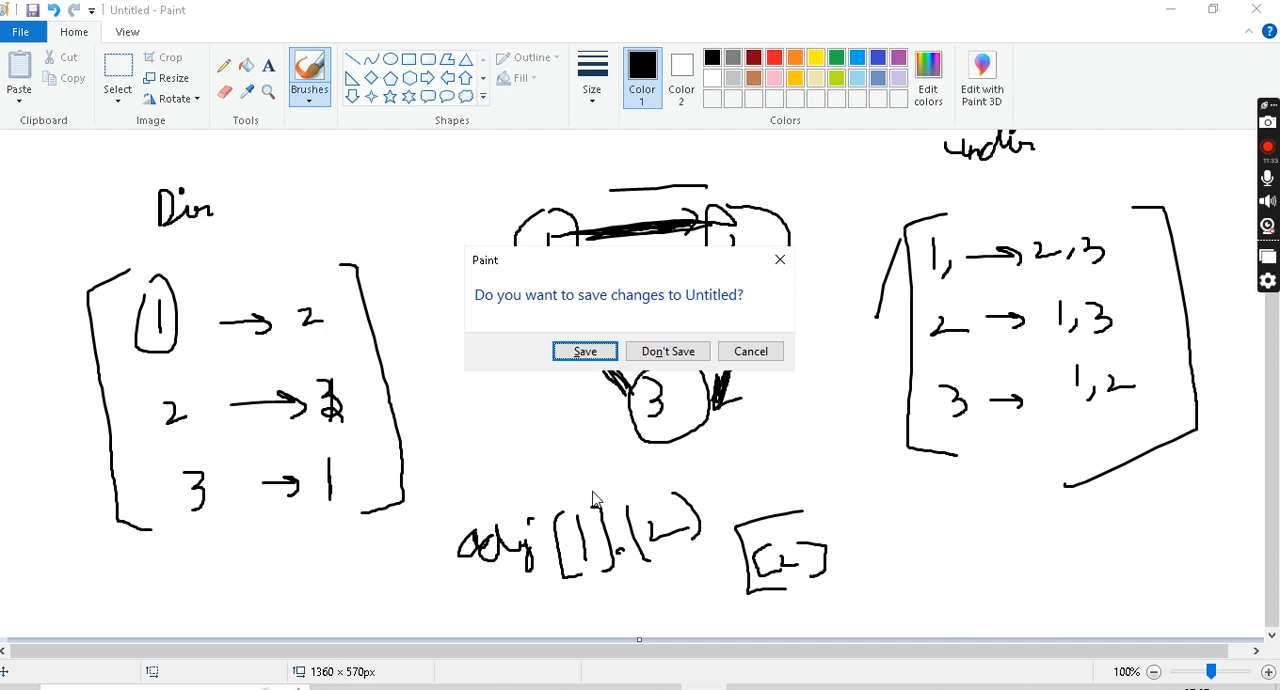 Untitled - Paint
File Home View
Paste
Cut
Copy
Clipboard
Select
Crop
Resize
Rotate
Image
Tools
Brushes
Shapes
Outline
Fill
Size
Color 1
Color 2
Edit colors
Colors
Edit with Paint 3D
11:33
Dir
undir
1 → 2
2 → 3
3 → 1
Paint
Do you want to save changes to Untitled?
Save Don't Save Cancel
3
1, → 2,3
2 → 1,3
3 → 1,2
adj[1].(2) [2]
1360 × 570px
100%